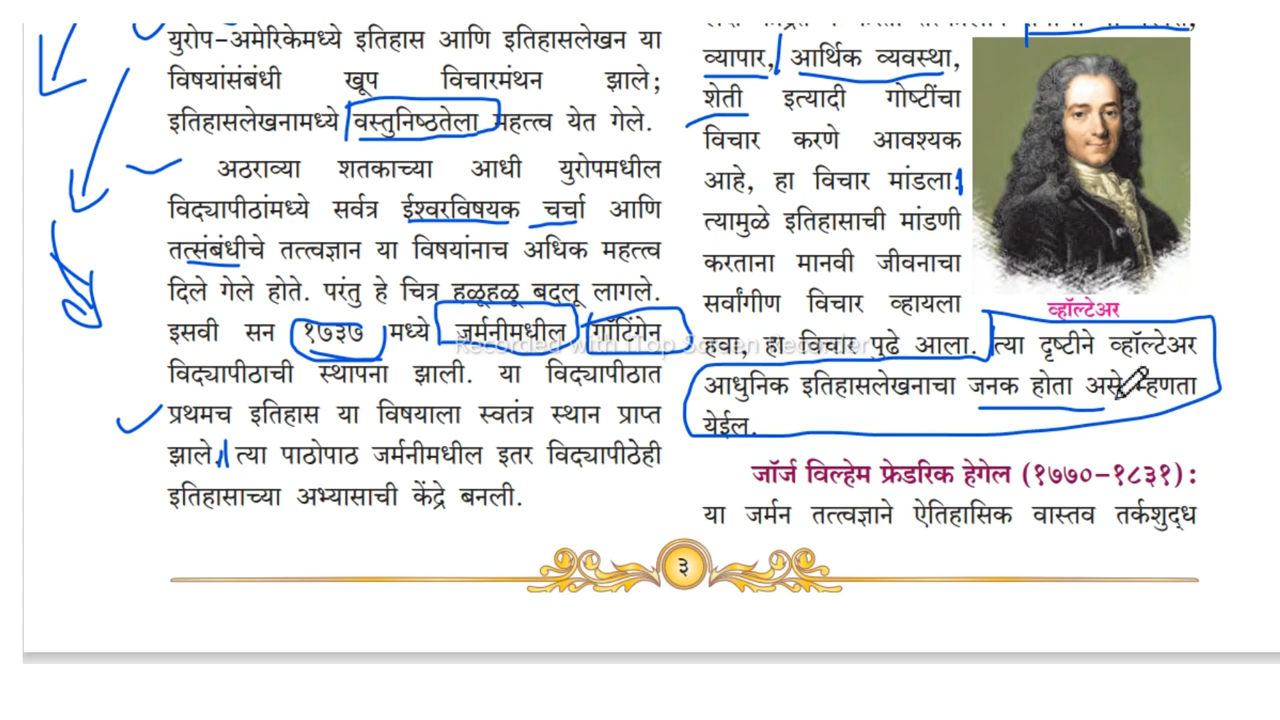 युरोप-अमेरिकेमध्ये इतिहास आणि इतिहासलेखन या
विषयांसंबंधी खूप विचारमंथन झाले;
इतिहासलेखनामध्ये वस्तुनिष्ठतेला महत्त्व येत गेले.
अठराव्या शतकाच्या आधी युरोपमधील
विद्यापीठांमध्ये सर्वत्र ईश्वरविषयक चर्चा आणि
तत्संबंधीचे तत्त्वज्ञान या विषयांनाच अधिक महत्त्व
दिले गेले होते. परंतु हे चित्र हळूहळू बदलू लागले.
इसवी सन १७३७ मध्ये जर्मनीमधील गॉटिंगेन
विद्यापीठाची स्थापना झाली. या विद्यापीठात
प्रथमच इतिहास या विषयाला स्वतंत्र स्थान प्राप्त
झाले. त्या पाठोपाठ जर्मनीमधील इतर विद्यापीठेही
इतिहासाच्या अभ्यासाची केंद्रे बनली.
व्यापार, आर्थिक व्यवस्था,
शेती इत्यादी गोष्टींचा
विचार करणे आवश्यक
आहे, हा विचार मांडला.
त्यामुळे इतिहासाची मांडणी
करताना मानवी जीवनाचा
सर्वांगीण विचार व्हायला
हवा, हा विचार पुढे आला. त्या दृष्टीने व्हॉल्टेअर
आधुनिक इतिहासलेखनाचा जनक होता असे म्हणता
येईल.
व्हॉल्टेअर
जॉर्ज विल्हेम फ्रेडरिक हेगेल (१७७०-१८३१) :
या जर्मन तत्त्वज्ञाने ऐतिहासिक वास्तव तर्कशुद्ध
३
Recorded with iTop Screen Recorder